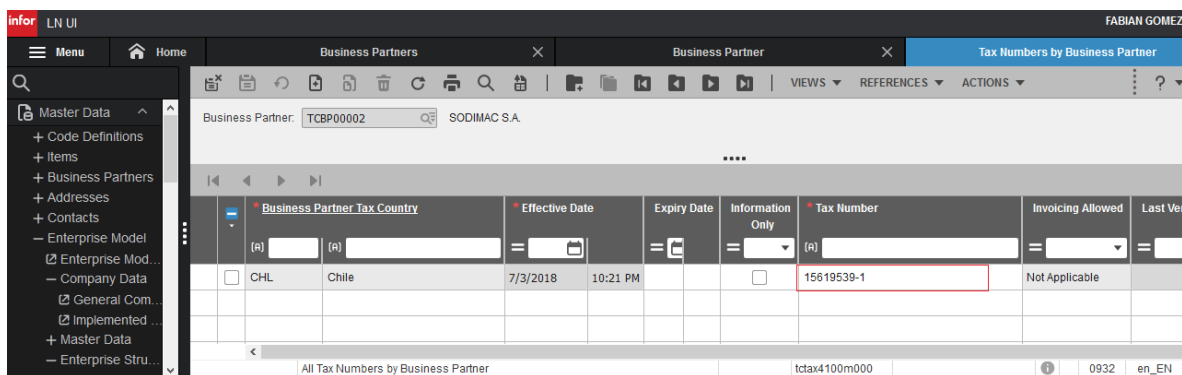 infor LN UI FABIAN GOMEZ
Menu Home Business Partners Business Partner Tax Numbers by Business Partner
VIEWS REFERENCES ACTIONS ?
Master Data
Business Partner: TCBP00002 SODIMAC S.A.
+ Code Definitions
+ Items
+ Business Partners
+ Addresses
+ Contacts
– Enterprise Model
Enterprise Mod...
– Company Data
General Com...
Implemented ...
+ Master Data
– Enterprise Stru...
* Business Partner Tax Country * Effective Date Expiry Date Information Only * Tax Number Invoicing Allowed Last Ver
(A) (A) = = = (A) = =
CHL Chile 7/3/2018 10:21 PM 15619539-1 Not Applicable
All Tax Numbers by Business Partner tctax4100m000 0932 en_EN